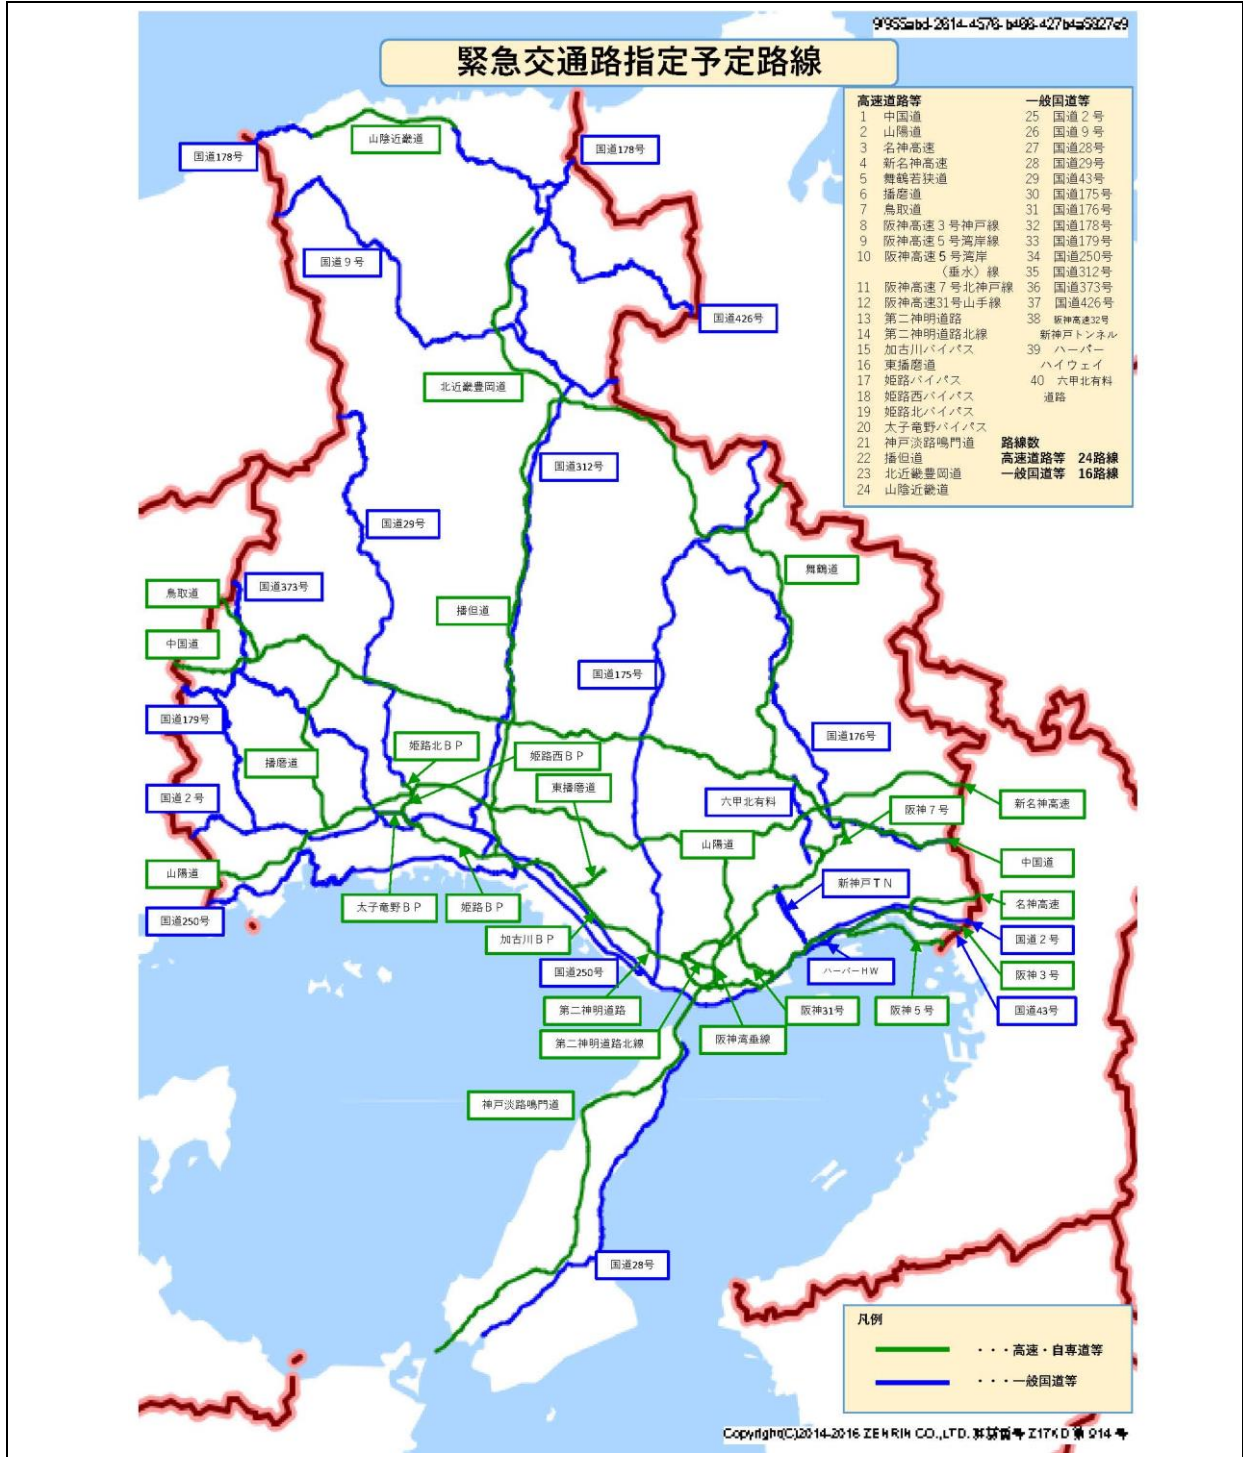 緊急交通路指定予定路線
高速道路等
1 中国道
2 山陽道
3 名神高速
4 新名神高速
5 舞鶴若狭道
6 播磨道
7 鳥取道
8 阪神高速3号神戸線
9 阪神高速5号湾岸線
10 阪神高速5号湾岸
(垂水)線
11 阪神高速7号北神戸線
12 阪神高速31号山手線
13 第二神明道路
14 第二神明道路北線
15 加古川バイパス
16 東播磨道
17 姫路バイパス
18 姫路西バイパス
19 姫路北バイパス
20 太子竜野バイパス
21 神戸淡路鳴門道
22 播但道
23 北近畿豊岡道
24 山陰近畿道
一般国道等
25 国道2号
26 国道9号
27 国道28号
28 国道29号
29 国道43号
30 国道175号
31 国道176号
32 国道178号
33 国道179号
34 国道250号
35 国道312号
36 国道373号
37 国道426号
38 阪神高速32号
新神戸トンネル
39 ハーバー
ハイウェイ
40 六甲北有料
道路
路線数
高速道路等 24路線
一般国道等 16路線
山陰近畿道
国道178号
国道178号
国道9号
国道426号
北近畿豊岡道
国道312号
国道29号
舞鶴道
国道373号
鳥取道
播但道
中国道
国道175号
国道179号
国道176号
姫路北BP
姫路西BP
播磨道
東播磨道
国道2号
六甲北有料
阪神7号
新名神高速
山陽道
中国道
山陽道
新神戸TN
名神高速
太子竜野BP
姫路BP
国道250号
加古川BP
国道2号
国道250号
ハーバーHW
阪神3号
第二神明道路
阪神31号
阪神5号
国道43号
第二神明道路北線
阪神湾垂線
神戸淡路鳴門道
国道28号
凡例
・・・高速・自専道等
・・・一般国道等
Copyright(C)2014-2016 ZENRIN CO.,LTD.